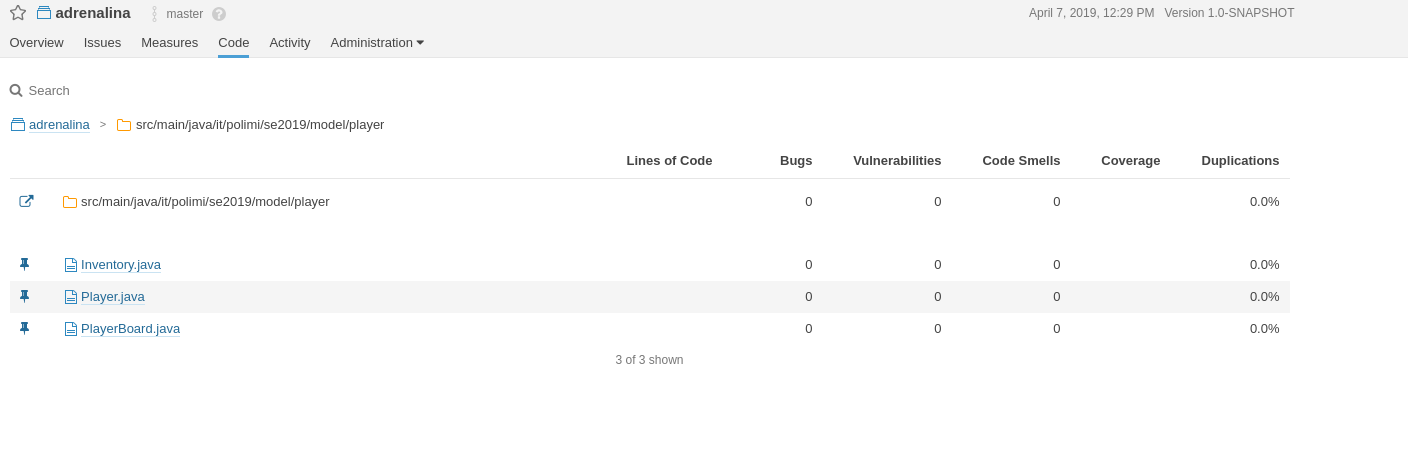 adrenalina master ? April 7, 2019, 12:29 PM Version 1.0-SNAPSHOT
Overview Issues Measures Code Activity Administration
Search
adrenalina > src/main/java/it/polimi/se2019/model/player
Lines of Code Bugs Vulnerabilities Code Smells Coverage Duplications
src/main/java/it/polimi/se2019/model/player 0 0 0 0.0%
Inventory.java 0 0 0 0.0%
Player.java 0 0 0 0.0%
PlayerBoard.java 0 0 0 0.0%
3 of 3 shown